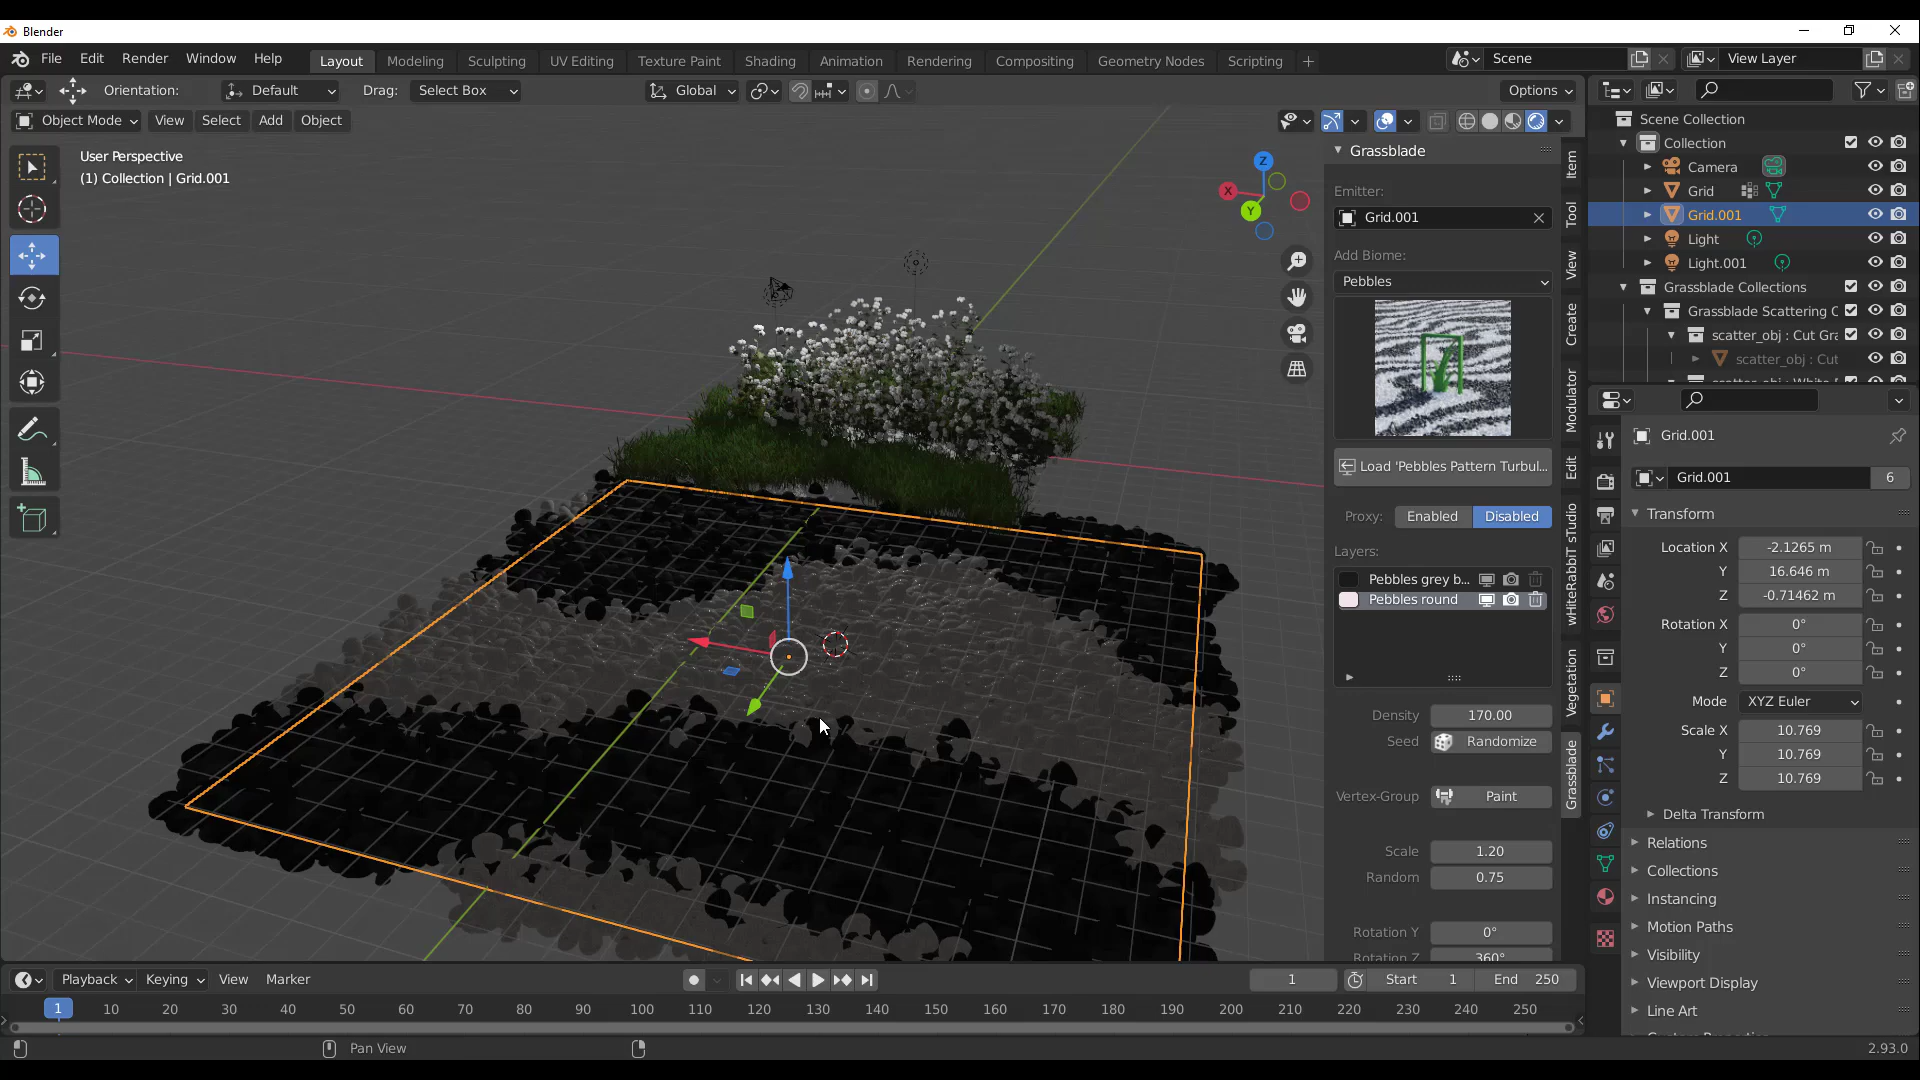 Blender
File Edit Render Window Help
Layout Modeling Sculpting UV Editing Texture Paint Shading Animation Rendering Compositing Geometry Nodes Scripting +
Scene
View Layer
Orientation: Default Drag: Select Box Global Options
Object Mode View Select Add Object
User Perspective
(1) Collection | Grid.001
Z
X
Y
Grassblade
Emitter:
Grid.001
Add Biome:
Pebbles
Load 'Pebbles Pattern Turbul...
Proxy: Enabled Disabled
Layers:
Pebbles grey b...
Pebbles round
Density 170.00
Seed Randomize
Vertex-Group Paint
Scale 1.20
Random 0.75
Rotation Y 0°
Rotation Z 360°
Item
Tool
View
Create
Modulator
Edit
wHiteRabbiT sTudio
Vegetation
Grassblade
Scene Collection
Collection
Camera
Grid
Grid.001
Light
Light.001
Grassblade Collections
Grassblade Scattering C
scatter_obj : Cut Gra
scatter_obj : Cut
Grid.001
Grid.001 6
Transform
Location X -2.1265 m
Y 16.646 m
Z -0.71462 m
Rotation X 0°
Y 0°
Z 0°
Mode XYZ Euler
Scale X 10.769
Y 10.769
Z 10.769
Delta Transform
Relations
Collections
Instancing
Motion Paths
Visibility
Viewport Display
Line Art
Playback Keying View Marker
1 Start 1 End 250
1 10 20 30 40 50 60 70 80 90 100 110 120 130 140 150 160 170 180 190 200 210 220 230 240 250
Pan View
2.93.0